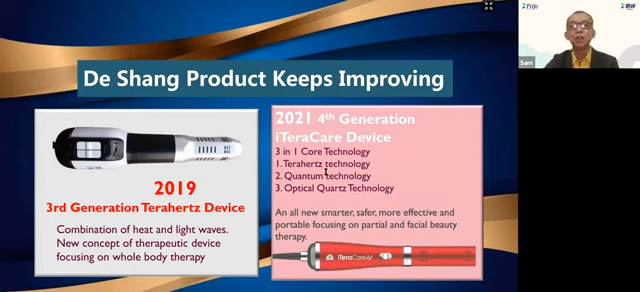 De Shang Product Keeps Improving
2019
3rd Generation Terahertz Device
Combination of heat and light waves.
New concept of therapeutic device
focusing on whole body therapy
2021 4th Generation
iTeraCare Device
3 in 1 Core Technology
1. Terahertz technology
2. Quantum technology
3. Optical Quartz Technology
An all new smarter, safer, more effective and
portable focusing on partial and facial beauty
therapy.
iTeraCare
Prife
Sam